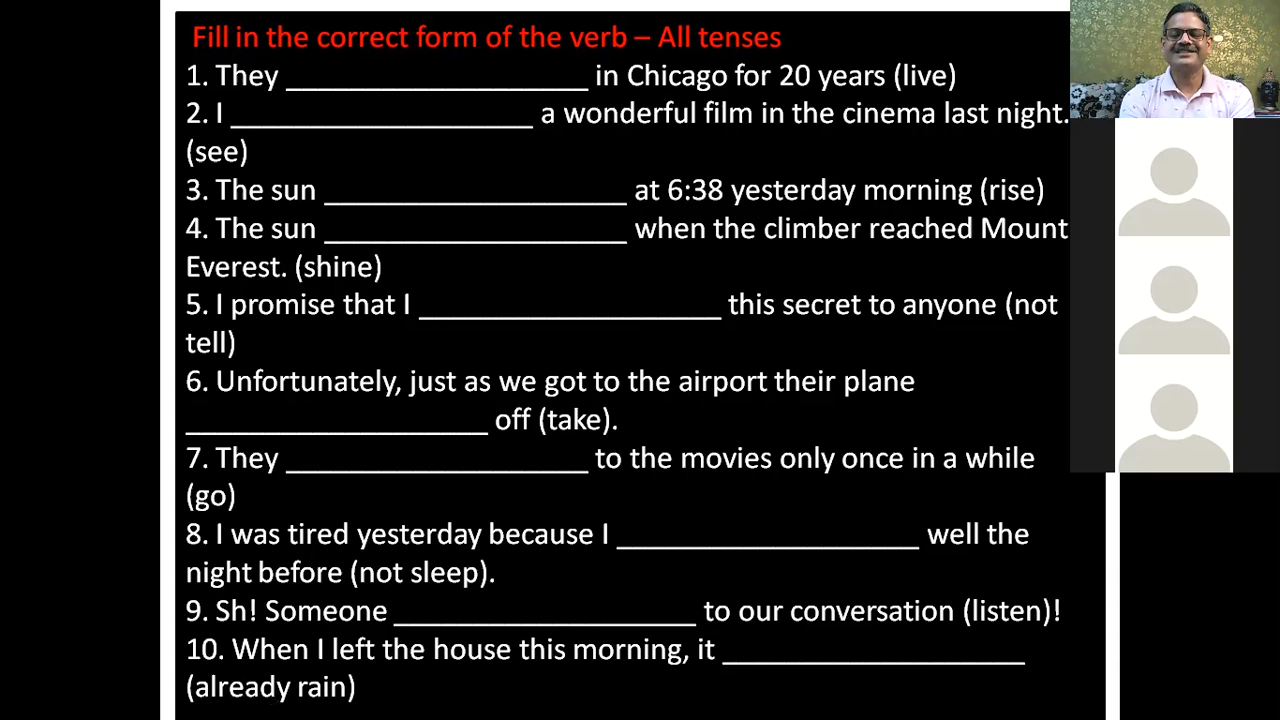 Fill in the correct form of the verb – All tenses
1. They ____________________ in Chicago for 20 years (live)
2. I ____________________ a wonderful film in the cinema last night.
(see)
3. The sun ____________________ at 6:38 yesterday morning (rise)
4. The sun ____________________ when the climber reached Mount
Everest. (shine)
5. I promise that I ____________________ this secret to anyone (not
tell)
6. Unfortunately, just as we got to the airport their plane
____________________ off (take).
7. They ____________________ to the movies only once in a while
(go)
8. I was tired yesterday because I ____________________ well the
night before (not sleep).
9. Sh! Someone ____________________ to our conversation (listen)!
10. When I left the house this morning, it ____________________
(already rain)